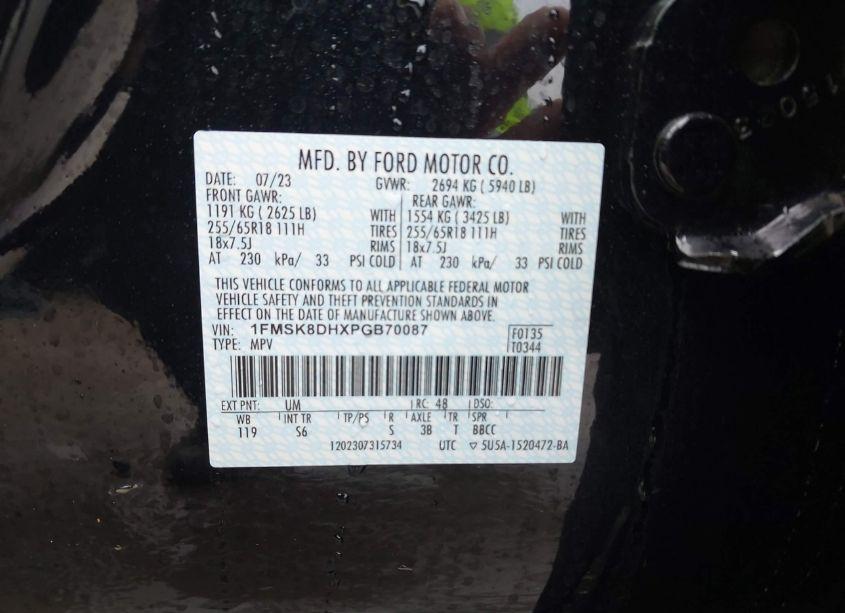 MFD. BY FORD MOTOR CO.
DATE: 07/23 GVWR: 2694 KG ( 5940 LB)
FRONT GAWR: REAR GAWR:
1191 KG ( 2625 LB) WITH 1554 KG ( 3425 LB) WITH
255/65R18 111H TIRES 255/65R18 111H TIRES
18x7.5J RIMS 18x7.5J RIMS
AT 230 kPa/ 33 PSI COLD AT 230 kPa/ 33 PSI COLD
THIS VEHICLE CONFORMS TO ALL APPLICABLE FEDERAL MOTOR
VEHICLE SAFETY AND THEFT PREVENTION STANDARDS IN
EFFECT ON THE DATE OF MANUFACTURE SHOWN ABOVE.
VIN: 1FMSK8DHXPGB70087 F0135
TYPE: MPV T0344
EXT PNT: UM RC: 48 DSO:
WB INT TR TP/PS R AXLE TR SPR
119 S6 S 3B T BBCC
1202307315734 UTC ▽ 5U5A-1520472-BA